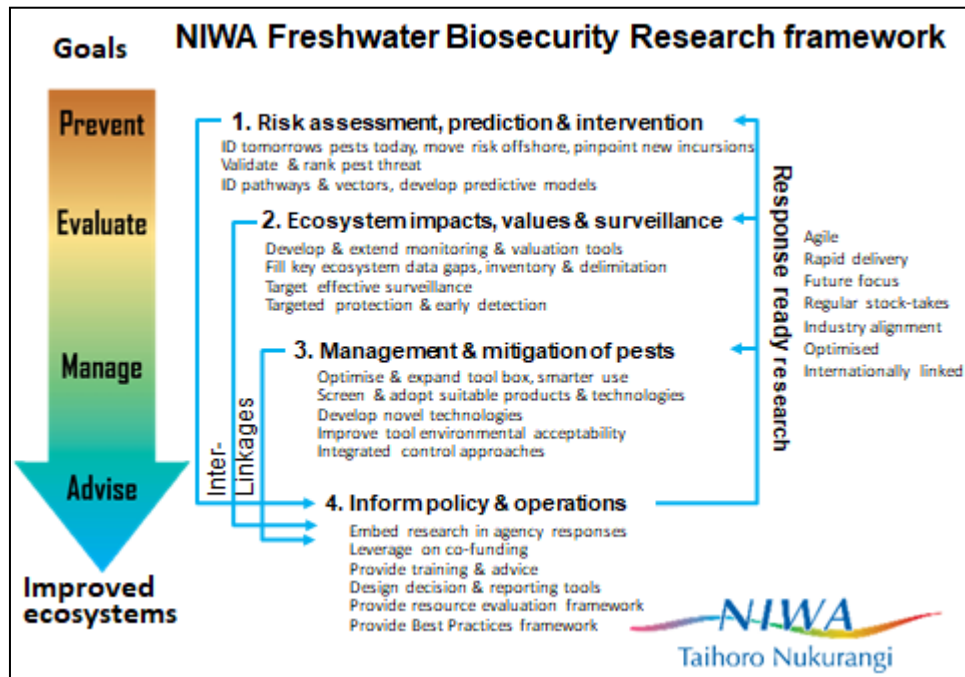 Goals
NIWA Freshwater Biosecurity Research framework
Prevent
Evaluate
Manage
Advise
Improved
ecosystems
1. Risk assessment, prediction & intervention
ID tomorrows pests today, move risk offshore, pinpoint new incursions
Validate & rank pest threat
ID pathways & vectors, develop predictive models
2. Ecosystem impacts, values & surveillance
Develop & extend monitoring & valuation tools
Fill key ecosystem data gaps, inventory & delimitation
Target effective surveillance
Targeted protection & early detection
3. Management & mitigation of pests
Optimise & expand tool box, smarter use
Screen & adopt suitable products & technologies
Develop novel technologies
Improve tool environmental acceptability
Integrated control approaches
Inter-
Linkages
4. Inform policy & operations
Embed research in agency responses
Leverage on co-funding
Provide training & advice
Design decision & reporting tools
Provide resource evaluation framework
Provide Best Practices framework
Response ready research
Agile
Rapid delivery
Future focus
Regular stock-takes
Industry alignment
Optimised
Internationally linked
NIWA
Taihoro Nukurangi